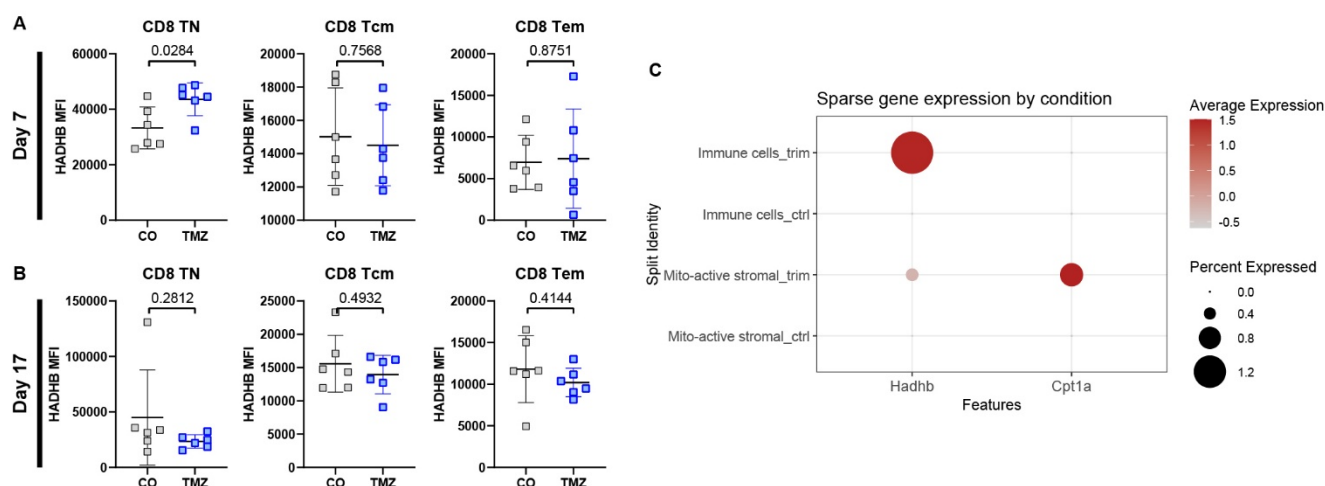 A
Day 7
CD8 TN
0.0284
HADHB MFI
60000
40000
20000
0
CO TMZ
CD8 Tcm
0.7568
HADHB MFI
20000
18000
16000
14000
12000
10000
CO TMZ
CD8 Tem
0.8751
HADHB MFI
20000
15000
10000
5000
0
CO TMZ
B
Day 17
CD8 TN
0.2812
HADHB MFI
150000
100000
50000
0
CO TMZ
CD8 Tcm
0.4932
HADHB MFI
25000
20000
15000
10000
5000
0
CO TMZ
CD8 Tem
0.4144
HADHB MFI
20000
15000
10000
5000
0
CO TMZ
C
Sparse gene expression by condition
Split Identity
Immune cells_trim
Immune cells_ctrl
Mito-active stromal_trim
Mito-active stromal_ctrl
Hadhb Cpt1a
Features
Average Expression
1.5
1.0
0.5
0.0
-0.5
Percent Expressed
0.0
0.4
0.8
1.2